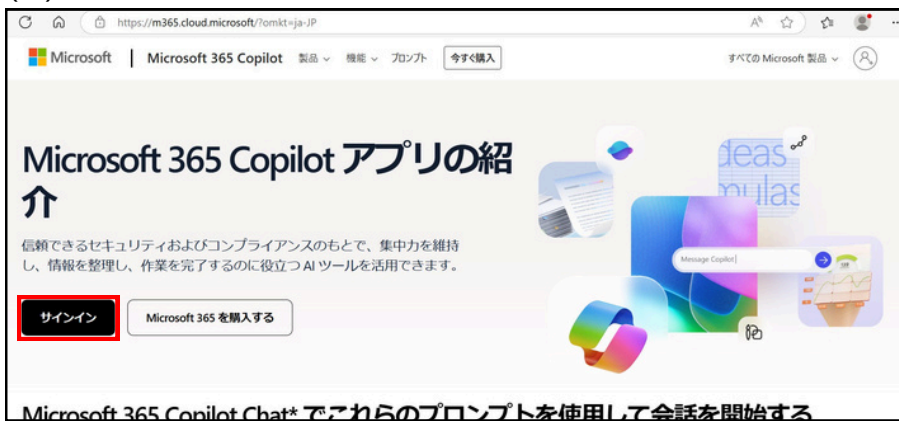 https://m365.cloud.microsoft/?omkt=ja-JP
Microsoft
Microsoft 365 Copilot 製品 機能 プロンプト 今すぐ購入
すべての Microsoft 製品
Microsoft 365 Copilot アプリの紹
介
信頼できるセキュリティおよびコンプライアンスのもとで、集中力を維持
し、情報を整理し、作業を完了するのに役立つ AI ツールを活用できます。
サインイン
Microsoft 365 を購入する
deas
mulas
Message Copilot
Microsoft 365 Copilot Chat* でこれらのプロンプトを使用して会話を開始する